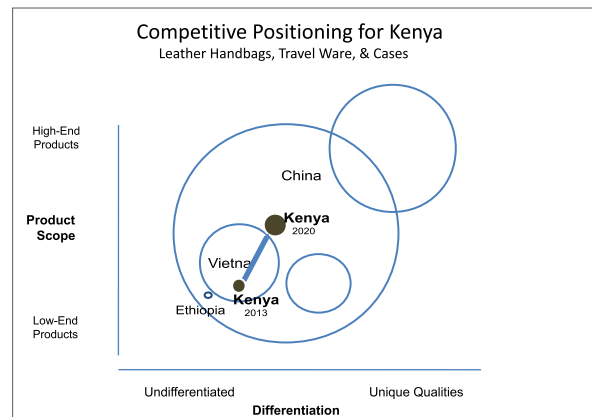 Competitive Positioning for Kenya
Leather Handbags, Travel Ware, & Cases
High-End
Products
China
Product
Scope
Kenya
2020
Vietna
Ethiopia
Kenya
2013
Low-End
Products
Undifferentiated
Unique Qualities
Differentiation